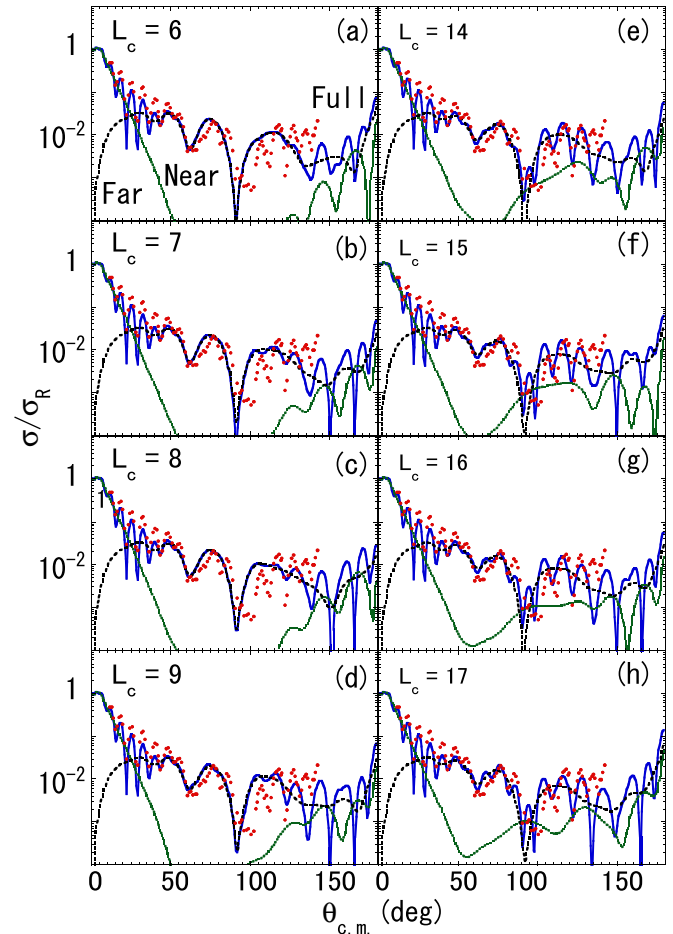 L_c = 6 (a)
1
10^-2
Full
Near
Far
L_c = 14 (e)
L_c = 7 (b)
1
10^-2
L_c = 15 (f)
σ/σ_R
L_c = 8 (c)
1
1
10^-2
L_c = 16 (g)
L_c = 9 (d)
1
10^-2
L_c = 17 (h)
0 50 100 150 0 50 100 150
θ_c.m. (deg)